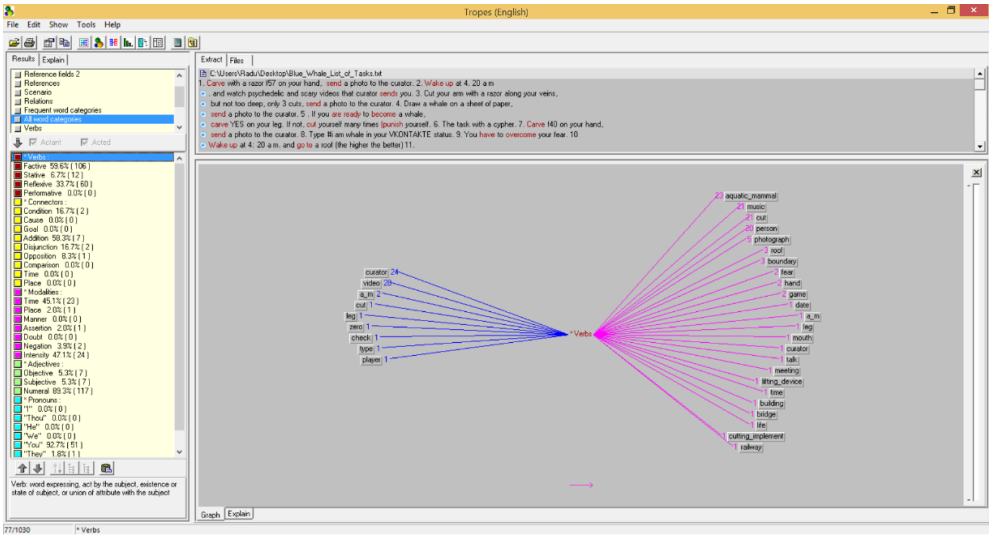 Tropes (English)
File Edit Show Tools Help
Results Explain
Reference fields 2
References
Scenario
Relations
Frequent word categories
All word categories
Verbs
Actant Acted
* Verbs
Factive 59.6% ( 106 )
Stative 6.7% ( 12 )
Reflexive 33.7% ( 60 )
Performative 0.0% ( 0 )
* Connectors :
Condition 16.7% ( 2 )
Cause 0.0% ( 0 )
Goal 0.0% ( 0 )
Addition 58.3% ( 7 )
Disjunction 16.7% ( 2 )
Opposition 8.3% ( 1 )
Comparison 0.0% ( 0 )
Time 0.0% ( 0 )
Place 0.0% ( 0 )
* Modalities :
Time 45.1% ( 23 )
Place 2.0% ( 1 )
Manner 0.0% ( 0 )
Assertion 2.0% ( 1 )
Doubt 0.0% ( 0 )
Negation 3.9% ( 2 )
Intensity 47.1% ( 24 )
* Adjectives :
Objective 5.3% ( 7 )
Subjective 5.3% ( 7 )
Numeral 89.3% ( 117 )
* Pronouns :
"I" 0.0% ( 0 )
"Thou" 0.0% ( 0 )
"He" 0.0% ( 0 )
"We" 0.0% ( 0 )
"You" 92.7% ( 51 )
"They" 1.8% ( 1 )
Verb: word expressing, act by the subject, existence or
state of subject, or union of attribute with the subject
Extract Files
C:\Users\Radu\Desktop\Blue_Whale_List_of_Tasks.txt
1. Carve with a razor f57 on your hand, send a photo to the curator. 2. Wake up at 4. 20 a.m
. and watch psychedelic and scary videos that curator sends you. 3. Cut your arm with a razor along your veins,
but not too deep, only 3 cuts, send a photo to the curator. 4. Draw a whale on a sheet of paper,
send a photo to the curator. 5 . If you are ready to become a whale,
carve YES on your leg. If not, cut yourself many times (punish yourself. 6. The task with a cypher. 7. Carve f40 on your hand,
send a photo to the curator. 8. Type #i am whale in your VKONTAKTE status. 9. You have to overcome your fear. 10
Wake up at 4: 20 a.m. and go to a roof (the higher the better) 11.
curator 24
video 20
a_m 2
cut 1
leg 1
zero 1
check 1
type 1
player 1
* Verbs
23 aquatic_mammal
21 music
21 cut
20 person
5 photograph
3 roof
3 boundary
2 fear
2 hand
2 game
1 date
1 a_m
1 leg
1 mouth
1 curator
1 talk
1 meeting
1 lifting_device
1 time
1 building
1 bridge
1 life
1 cutting_implement
1 railway
Graph Explain
77/1030 * Verbs